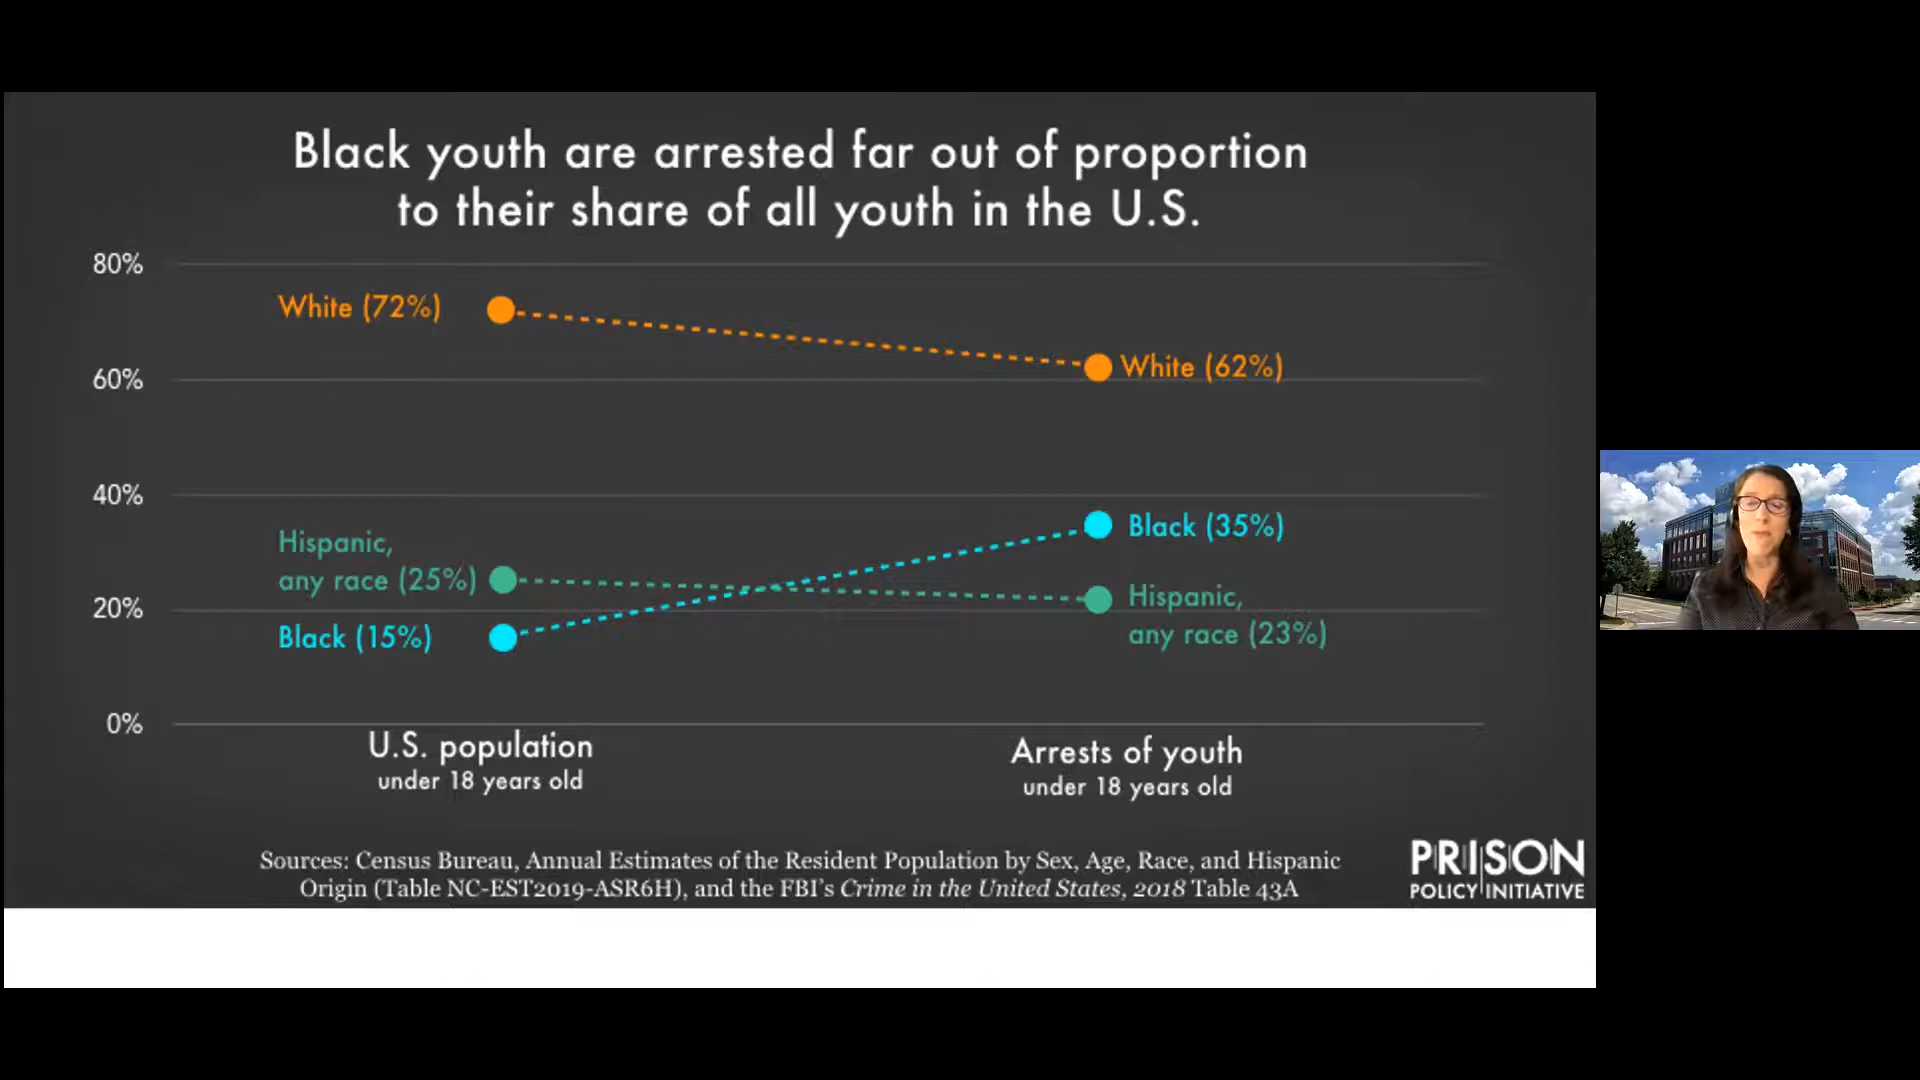 Black youth are arrested far out of proportion
to their share of all youth in the U.S.
80%
60%
40%
20%
0%
White (72%)
White (62%)
Hispanic,
any race (25%)
Black (15%)
Black (35%)
Hispanic,
any race (23%)
U.S. population
under 18 years old
Arrests of youth
under 18 years old
Sources: Census Bureau, Annual Estimates of the Resident Population by Sex, Age, Race, and Hispanic
Origin (Table NC-EST2019-ASR6H), and the FBI’s Crime in the United States, 2018 Table 43A
PRISON
POLICY INITIATIVE